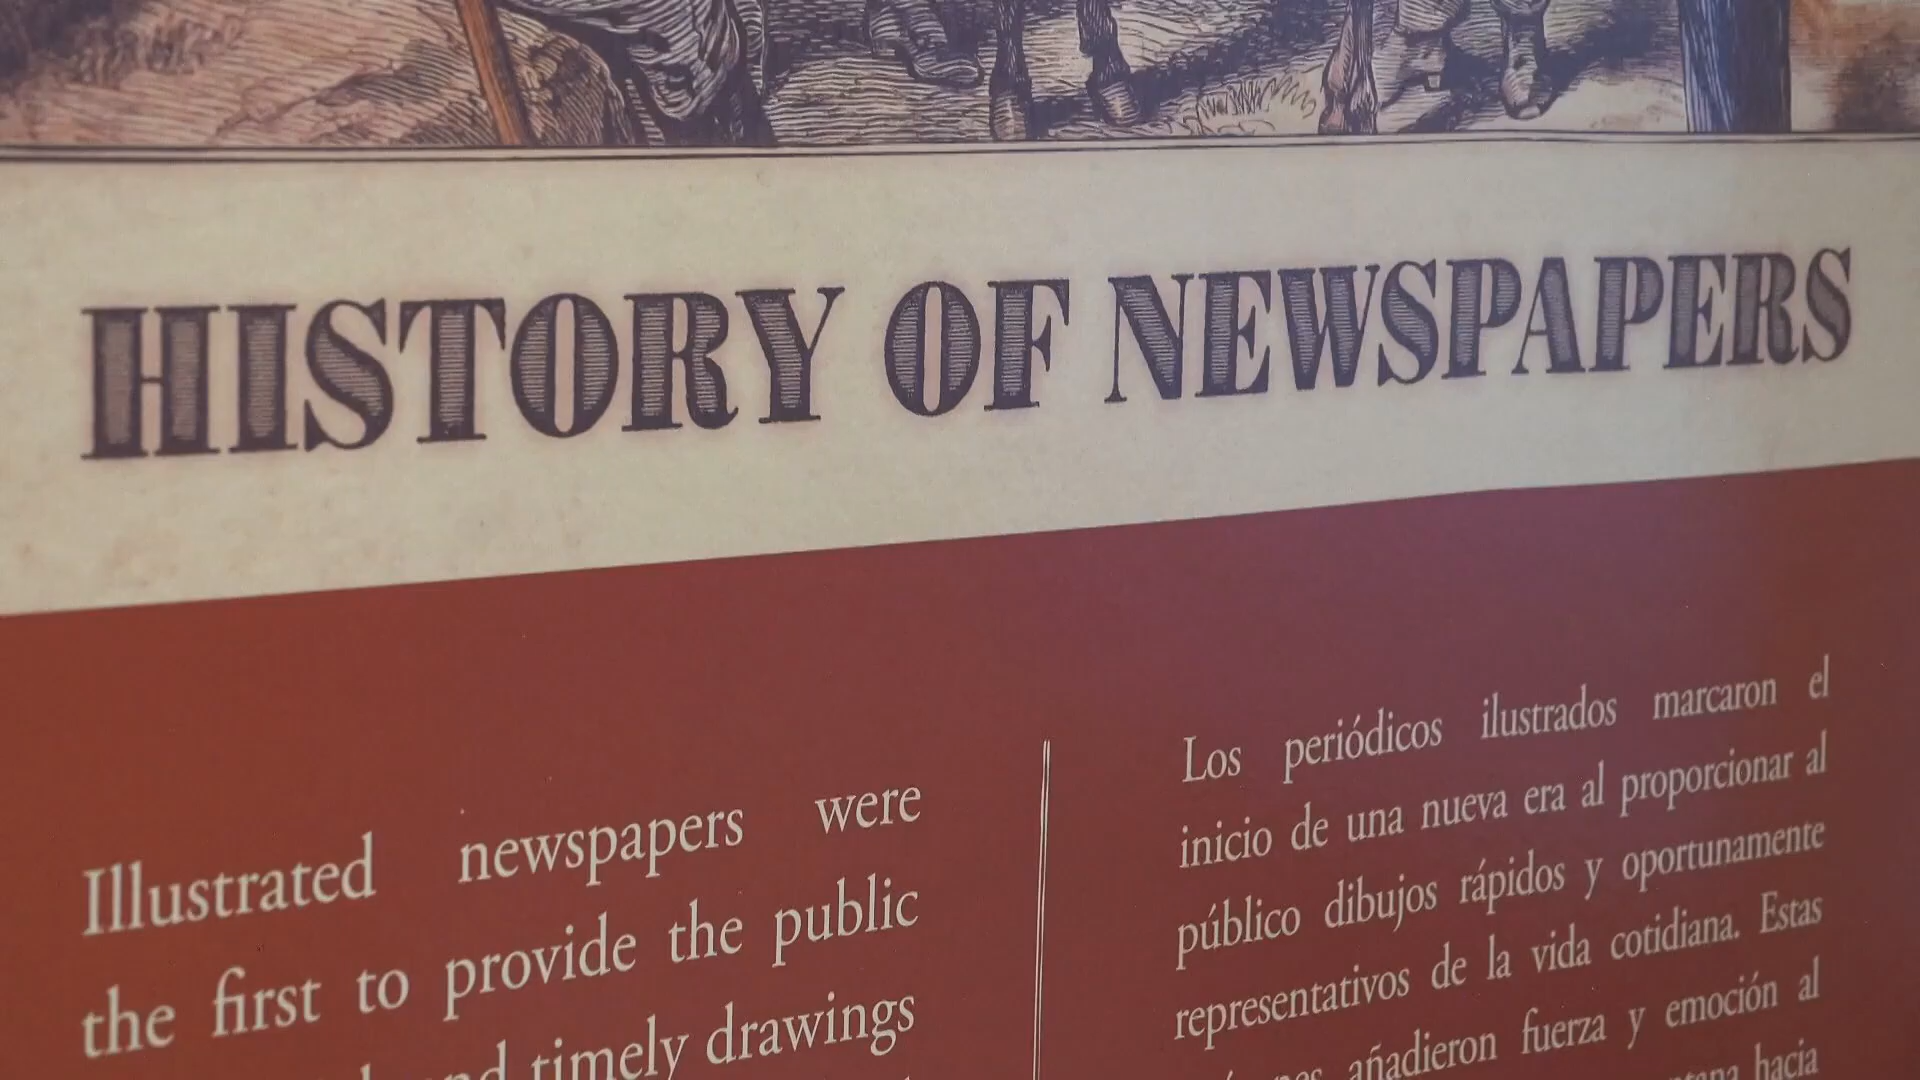 HISTORY OF NEWSPAPERS
Illustrated newspapers were
the first to provide the public
timely drawings
Los periódicos ilustrados marcaron el
inicio de una nueva era al proporcionar al
público dibujos rápidos y oportunamente
representativos de la vida cotidiana. Estas
añadieron fuerza y emoción al
hacia